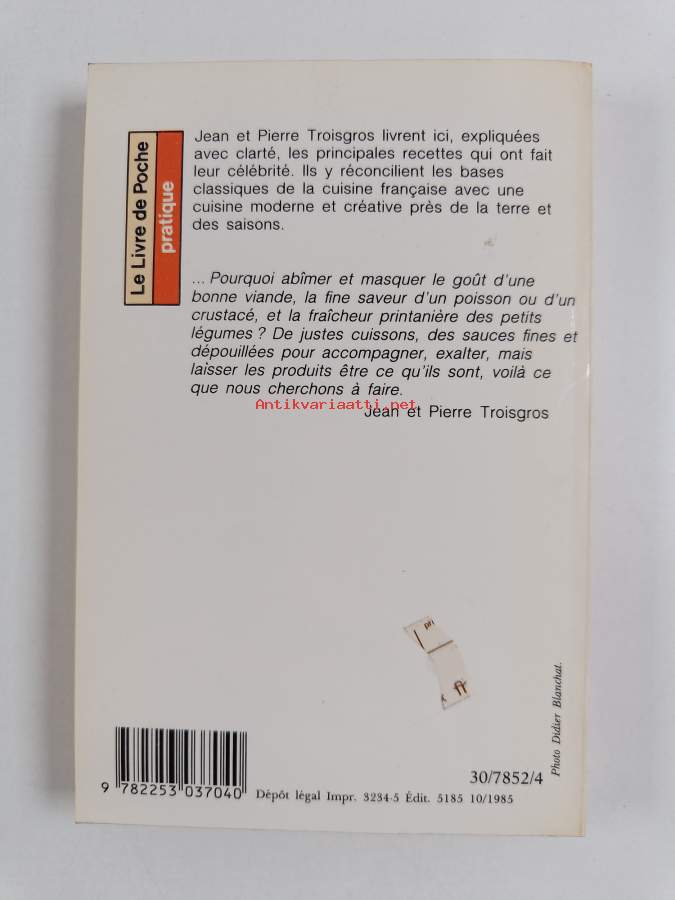 Le Livre de Poche
pratique
Jean et Pierre Troisgros livrent ici, expliquées
avec clarté, les principales recettes qui ont fait
leur célébrité. Ils y réconcilient les bases
classiques de la cuisine française avec une
cuisine moderne et créative près de la terre et
des saisons.
... Pourquoi abîmer et masquer le goût d'une
bonne viande, la fine saveur d'un poisson ou d'un
crustacé, et la fraîcheur printanière des petits
légumes ? De justes cuissons, des sauces fines et
dépouillées pour accompagner, exalter, mais
laisser les produits être ce qu'ils sont, voilà ce
que nous cherchons à faire.
Antikvariaatti.net
Jean et Pierre Troisgros
pri
Photo Didier Blanchat.
30/7852/4
9 782253 037040
Dépôt légal Impr. 3234-5 Édit. 5185 10/1985